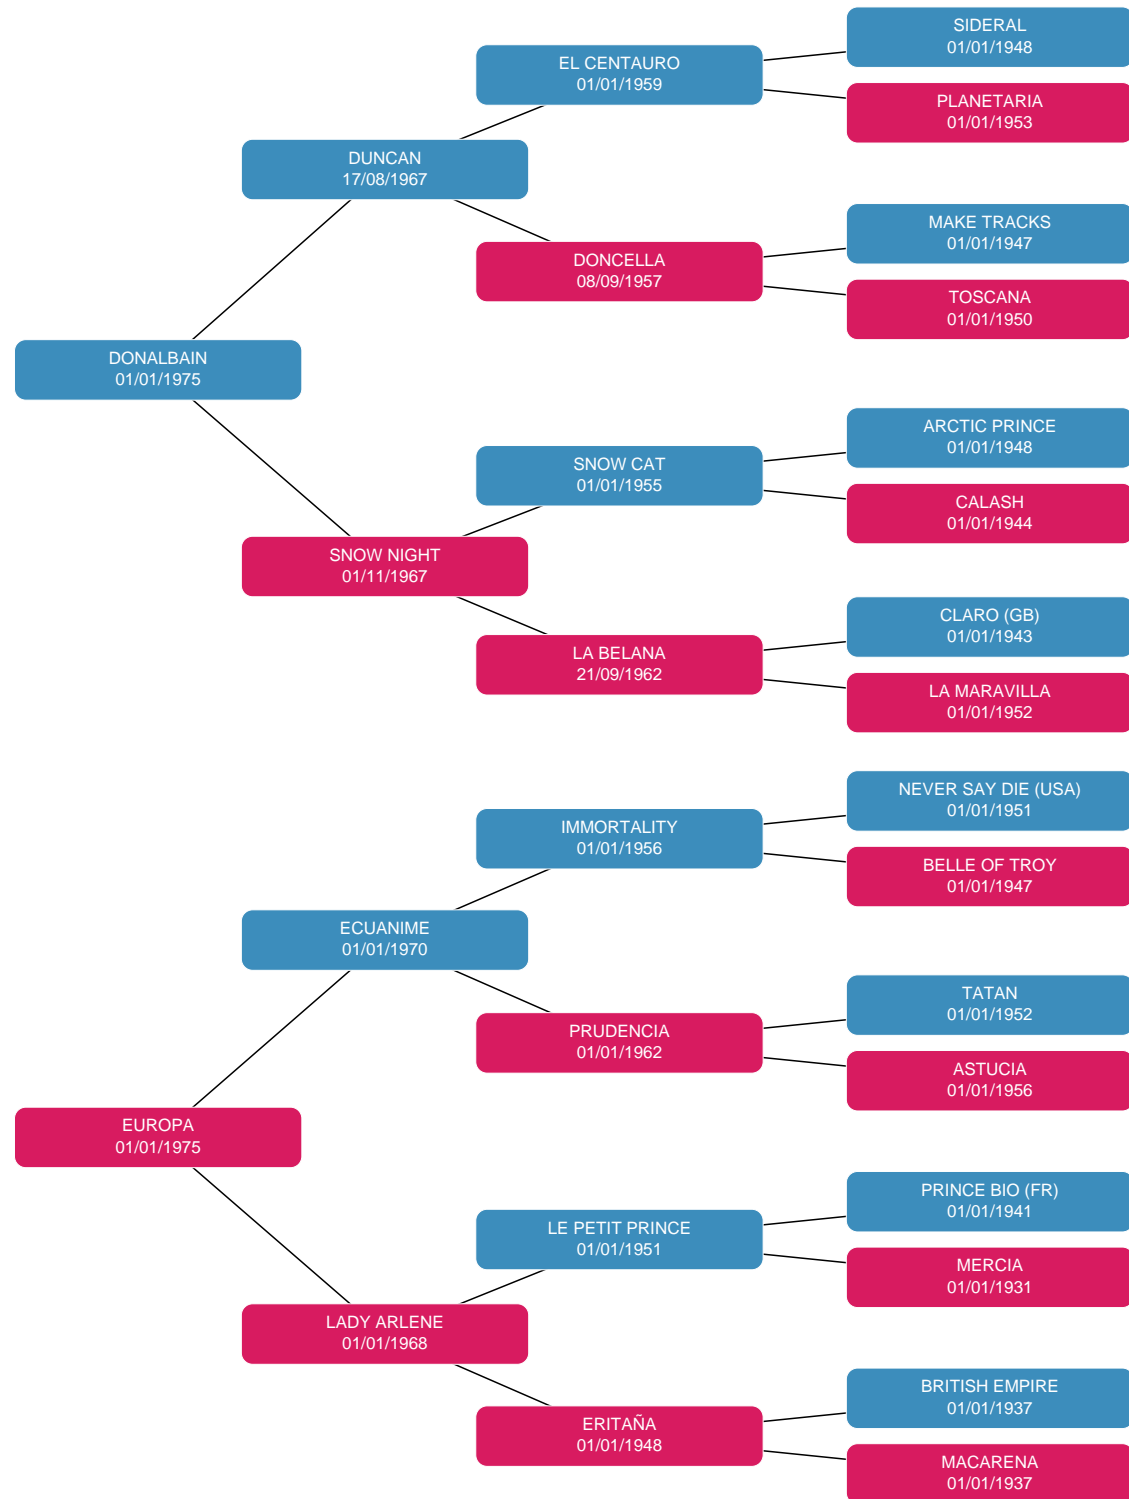 SIDERAL
01/01/1948
EL CENTAURO
01/01/1959
PLANETARIA
01/01/1953
DUNCAN
17/08/1967
MAKE TRACKS
01/01/1947
DONCELLA
08/09/1957
TOSCANA
01/01/1950
DONALBAIN
01/01/1975
ARCTIC PRINCE
01/01/1948
SNOW CAT
01/01/1955
CALASH
01/01/1944
SNOW NIGHT
01/11/1967
CLARO (GB)
01/01/1943
LA BELANA
21/09/1962
LA MARAVILLA
01/01/1952
NEVER SAY DIE (USA)
01/01/1951
IMMORTALITY
01/01/1956
BELLE OF TROY
01/01/1947
ECUANIME
01/01/1970
TATAN
01/01/1952
PRUDENCIA
01/01/1962
ASTUCIA
01/01/1956
EUROPA
01/01/1975
PRINCE BIO (FR)
01/01/1941
LE PETIT PRINCE
01/01/1951
MERCIA
01/01/1931
LADY ARLENE
01/01/1968
BRITISH EMPIRE
01/01/1937
ERITAÑA
01/01/1948
MACARENA
01/01/1937